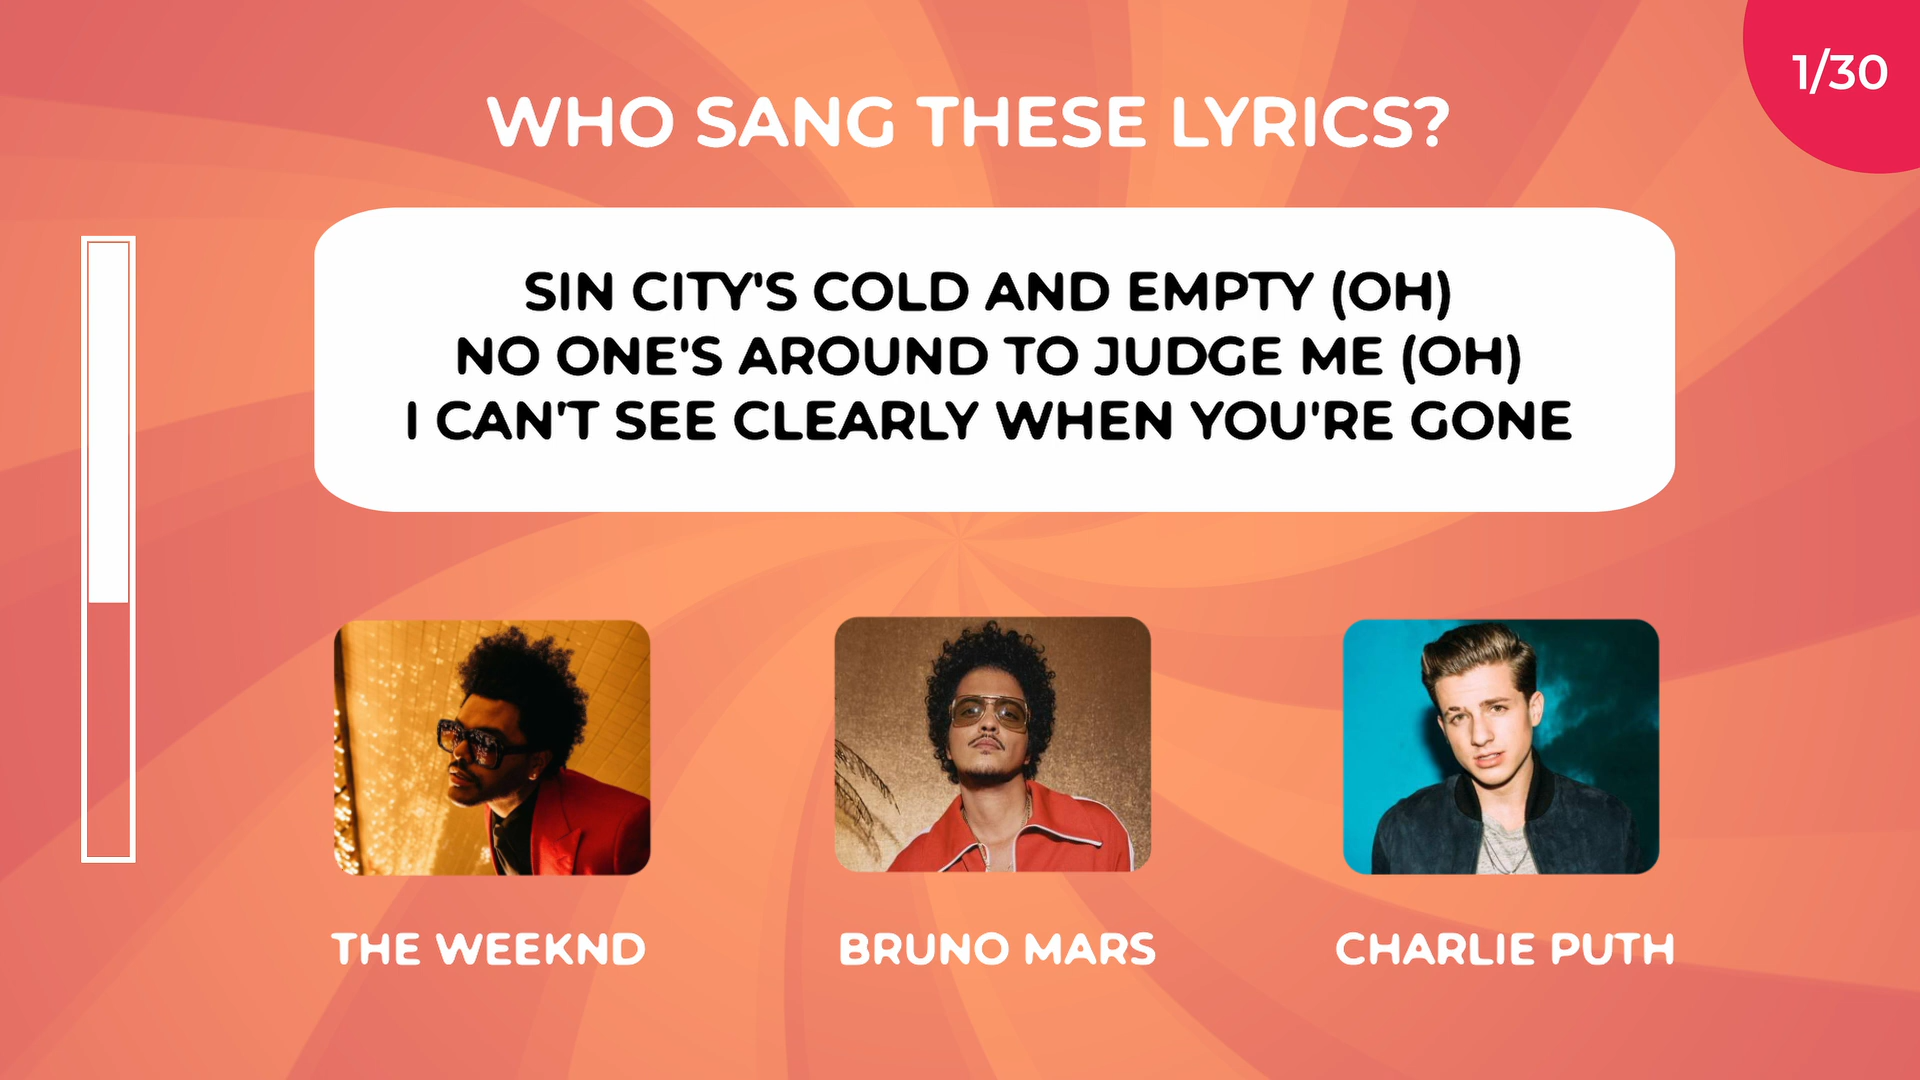 1/30
WHO SANG THESE LYRICS?
SIN CITY'S COLD AND EMPTY (OH)
NO ONE'S AROUND TO JUDGE ME (OH)
I CAN'T SEE CLEARLY WHEN YOU'RE GONE
THE WEEKND
BRUNO MARS
CHARLIE PUTH